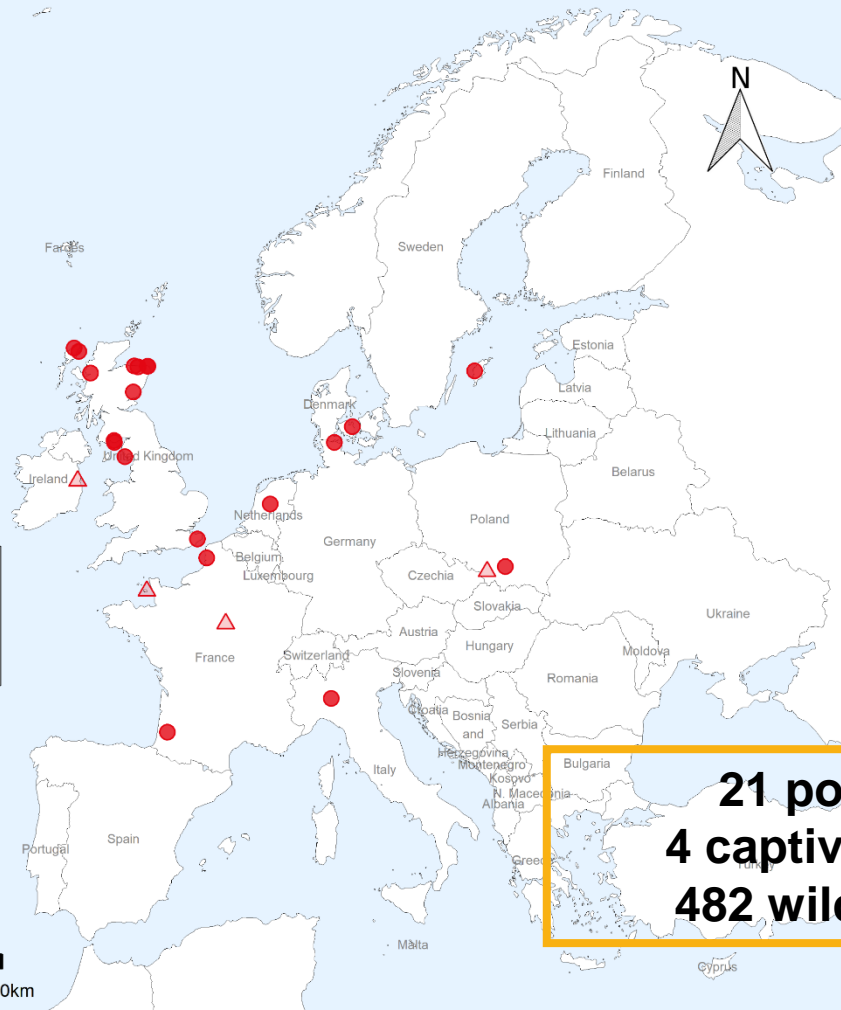 N
Finland
Faroes
Sweden
Estonia
Latvia
Denmark
Lithuania
United Kingdom
Ireland
Belarus
Netherlands
Poland
Germany
Belgium
Luxembourg
Czechia
Slovakia
Ukraine
Austria
France
Switzerland
Hungary
Moldova
Slovenia
Romania
Croatia
Bosnia
and
Herzegovina
Serbia
Montenegro
Kosovo*
Italy
Bulgaria
N. Macedonia
Albania
Portugal
Spain
Greece
Turkey
21 po
4 captiv
482 wild
Malta
Cyprus
0km